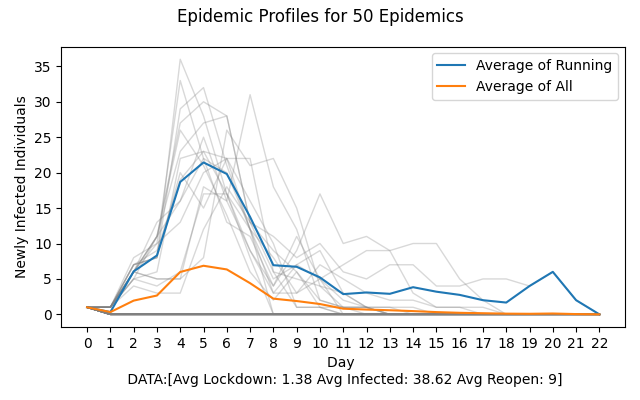 Epidemic Profiles for 50 Epidemics
Average of Running
Average of All
Newly Infected Individuals
35
30
25
20
15
10
5
0
0 1 2 3 4 5 6 7 8 9 10 11 12 13 14 15 16 17 18 19 20 21 22
Day
DATA:[Avg Lockdown: 1.38 Avg Infected: 38.62 Avg Reopen: 9]